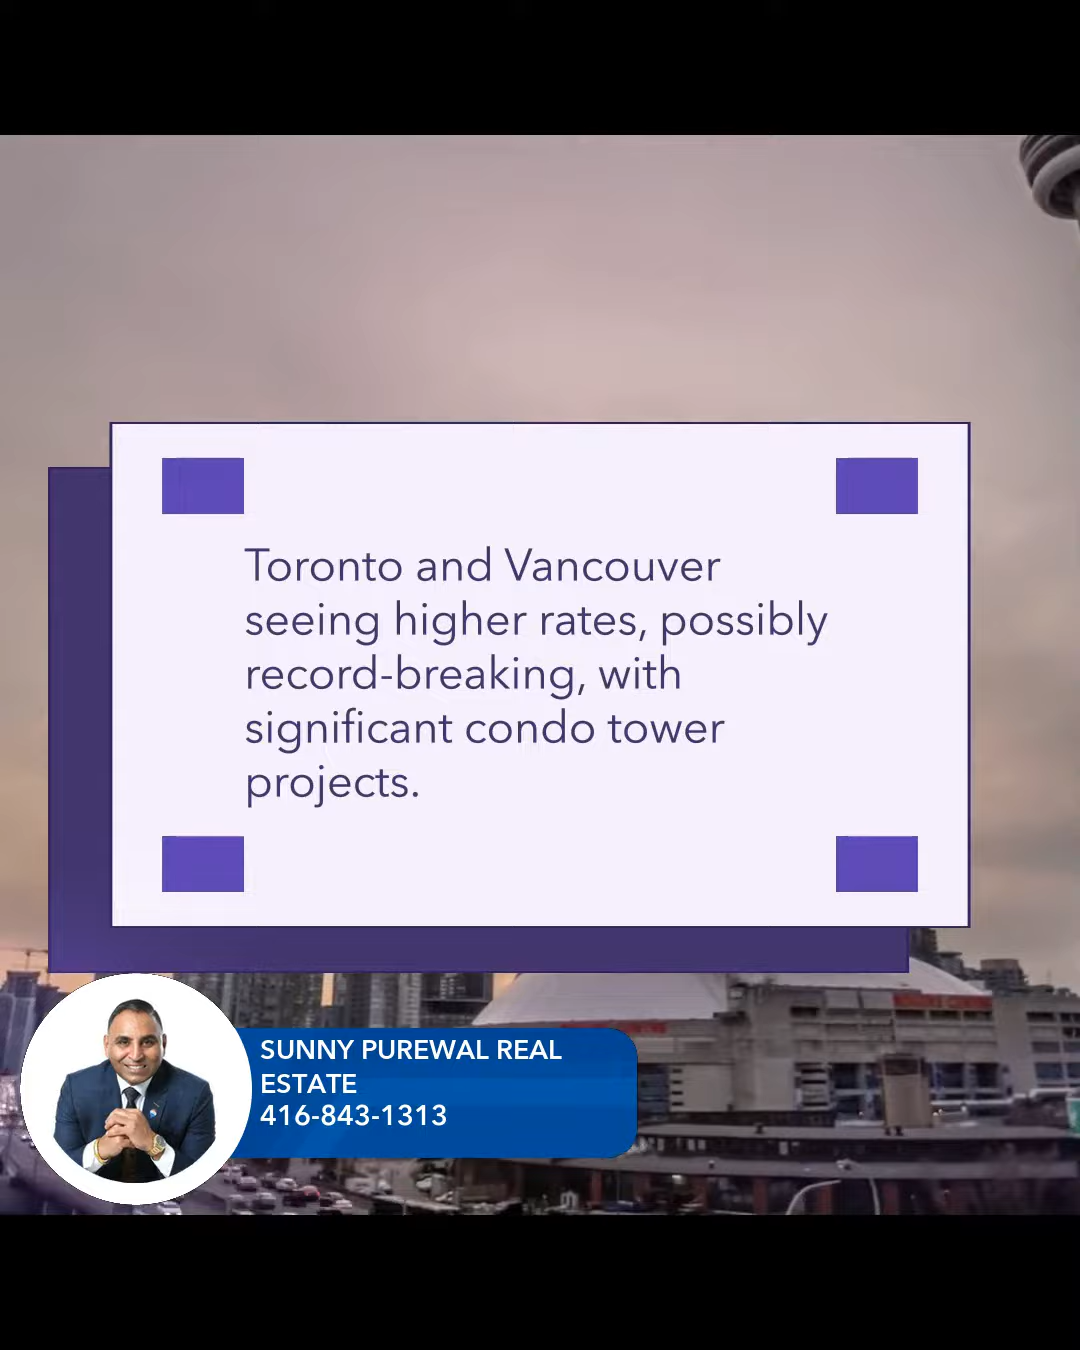 Toronto and Vancouver
seeing higher rates, possibly
record-breaking, with
significant condo tower
projects.
SUNNY PUREWAL REAL
ESTATE
416-843-1313